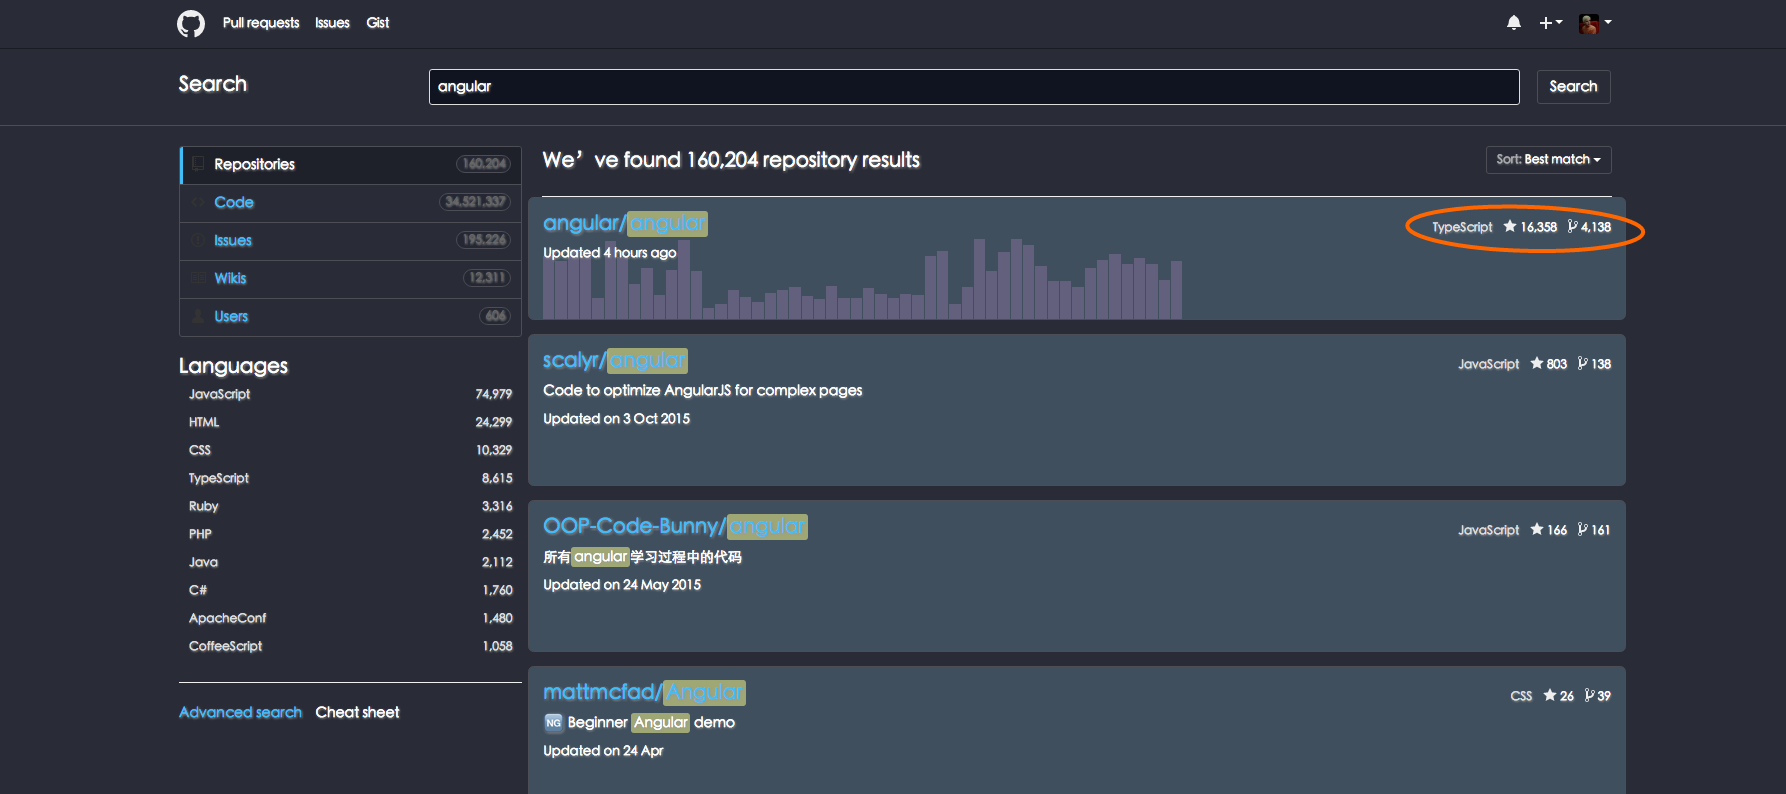 Pull requests Issues Gist
Search angular Search
Repositories 160,204
Code 34,521,337
Issues 195,226
Wikis 12,311
Users 606
Languages
JavaScript 74,979
HTML 24,299
CSS 10,329
TypeScript 8,615
Ruby 3,316
PHP 2,452
Java 2,112
C# 1,760
ApacheConf 1,480
CoffeeScript 1,058
Advanced search Cheat sheet
We’ve found 160,204 repository results
Sort: Best match
angular/angular
TypeScript 16,358 4,138
Updated 4 hours ago
scalyr/angular
JavaScript 803 138
Code to optimize AngularJS for complex pages
Updated on 3 Oct 2015
OOP-Code-Bunny/angular
JavaScript 166 161
所有angular学习过程中的代码
Updated on 24 May 2015
mattmcfad/Angular
CSS 26 39
NG Beginner Angular demo
Updated on 24 Apr